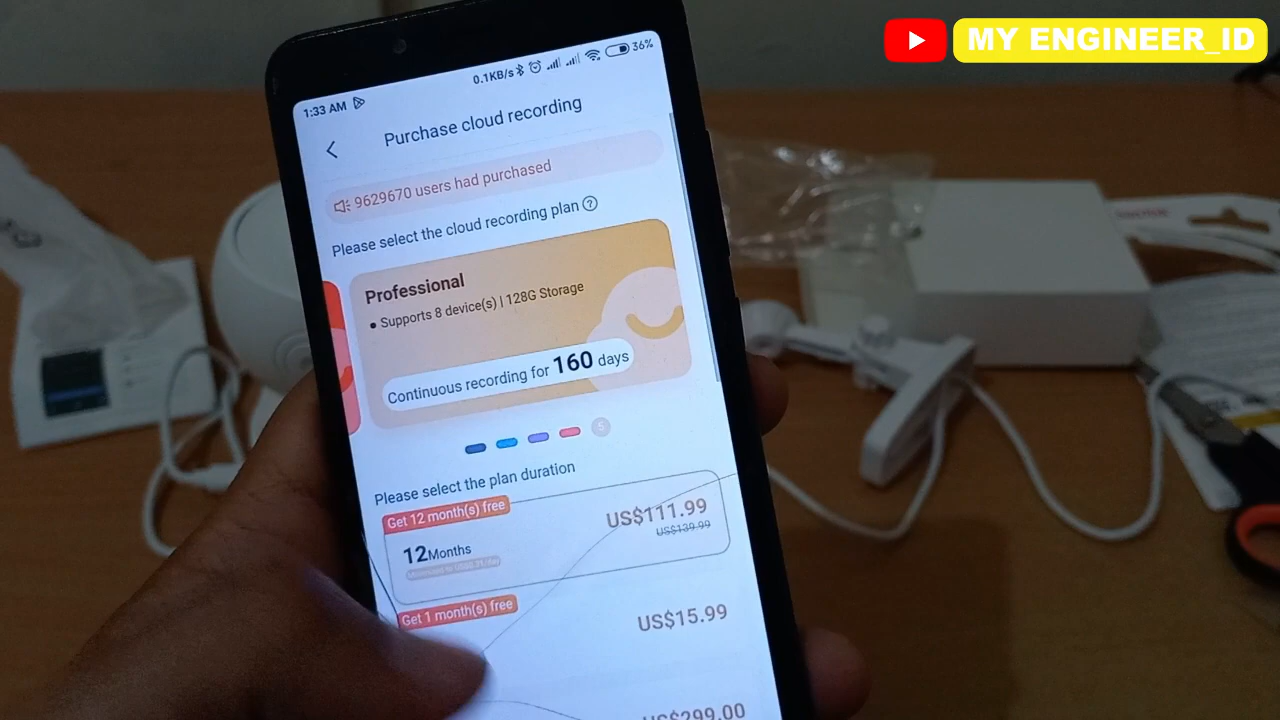 MY ENGINEER_ID
1:33 AM
0.1KB/s
36%
Purchase cloud recording
9629670 users had purchased
Please select the cloud recording plan ?
Professional
• Supports 8 device(s) | 128G Storage
Continuous recording for 160 days
5
Please select the plan duration
Get 12 month(s) free
US$111.99
US$139.99
12Months
Get 1 month(s) free
US$15.99
US$299.00